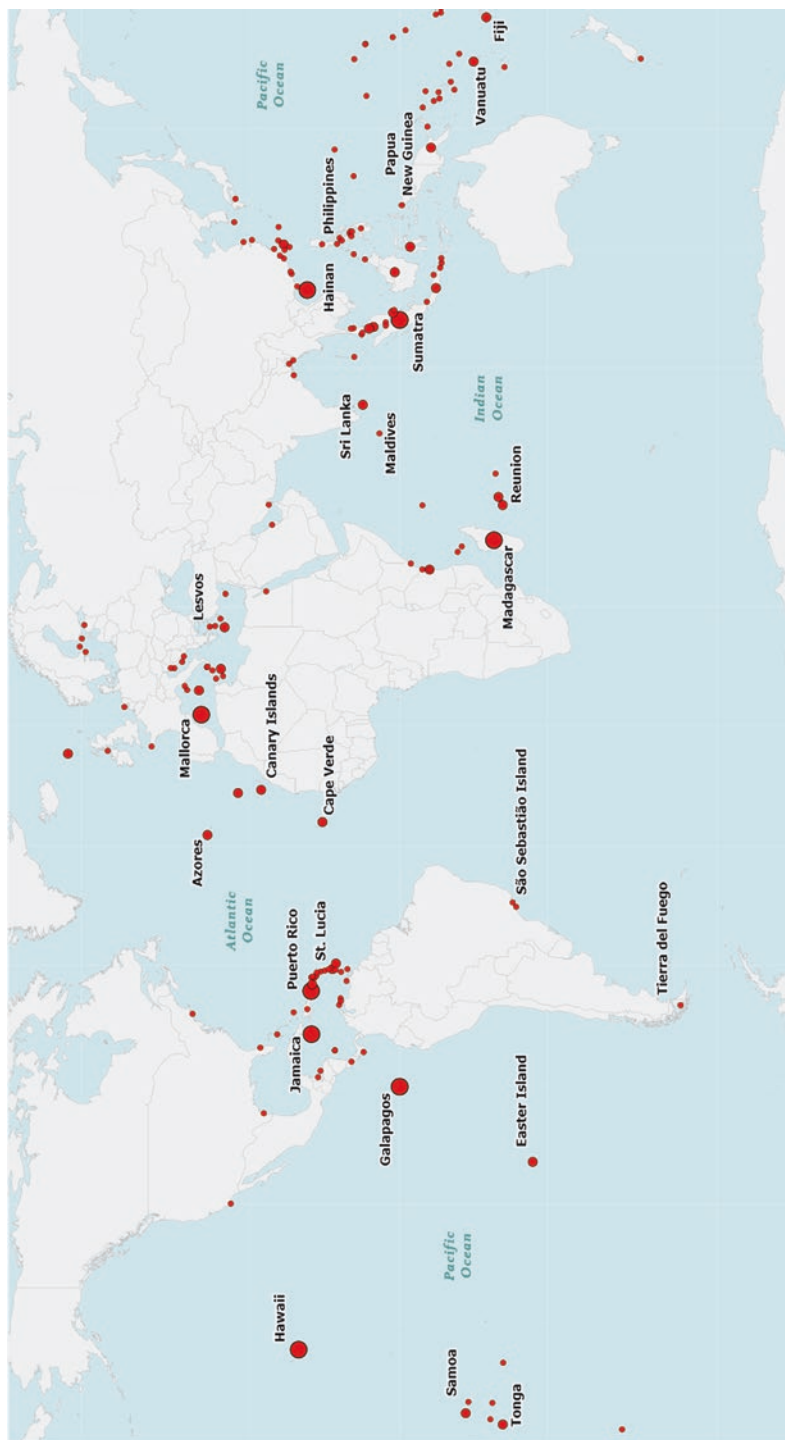 Hawaii
Samoa
Tonga
Pacific
Ocean
Easter Island
Galapagos
Jamaica
Puerto Rico
St. Lucia
Tierra del Fuego
São Sebastião Island
Atlantic
Ocean
Azores
Cape Verde
Canary Islands
Mallorca
Lesvos
Madagascar
Reunion
Indian
Ocean
Maldives
Sri Lanka
Sumatra
Hainan
Philippines
Papua
New Guinea
Vanuatu
Fiji
Pacific
Ocean